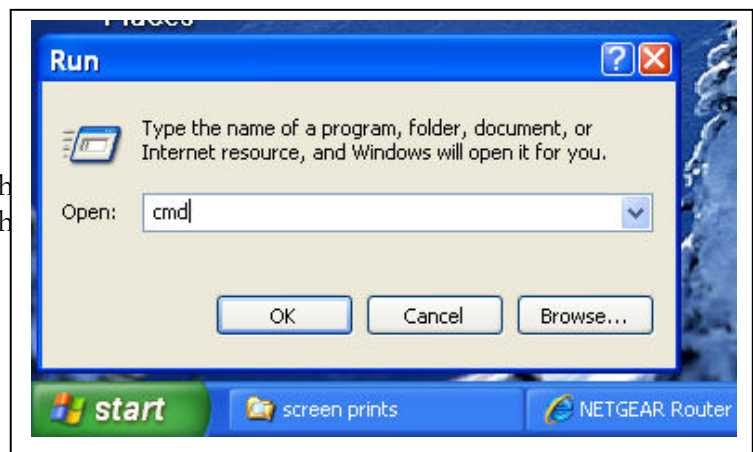 Places
Run
Type the name of a program, folder, document, or
Internet resource, and Windows will open it for you.
Open: cmd
OK Cancel Browse...
start screen prints NETGEAR Router